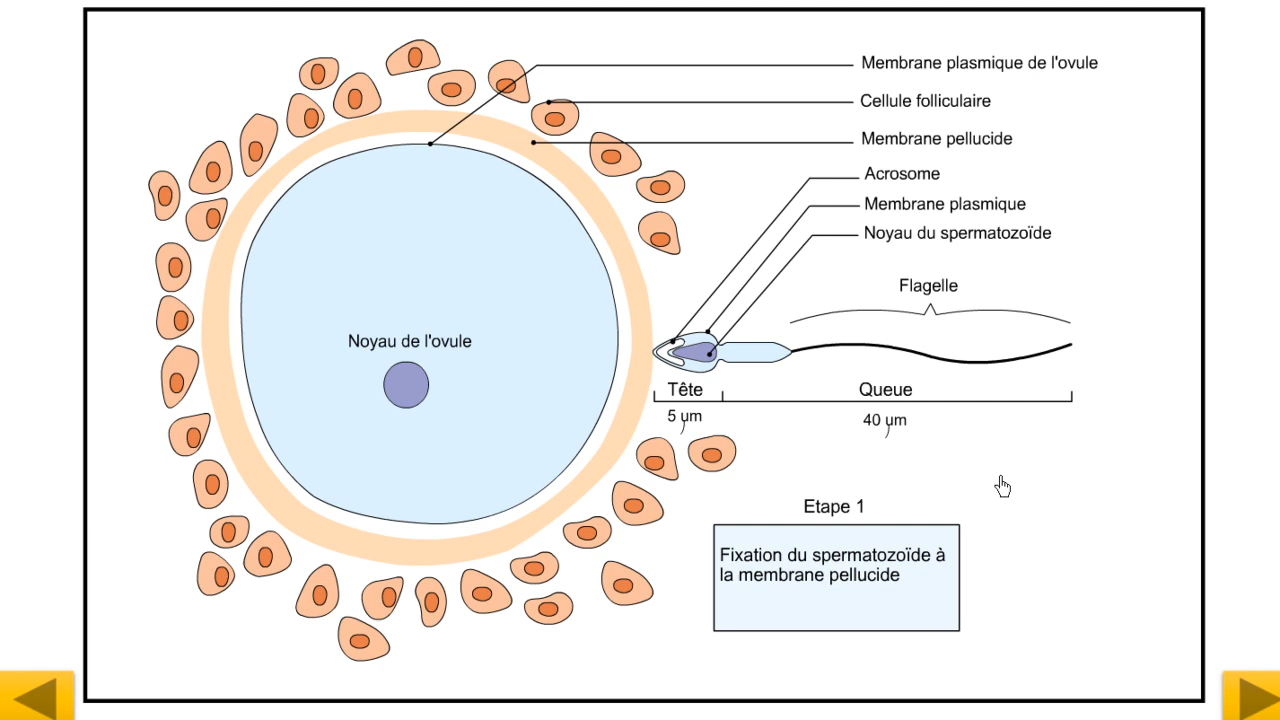 Membrane plasmique de l'ovule
Cellule folliculaire
Membrane pellucide
Acrosome
Membrane plasmique
Noyau du spermatozoïde
Flagelle
Noyau de l'ovule
Tête
Queue
5 µm
40 µm
Etape 1
Fixation du spermatozoïde à
la membrane pellucide